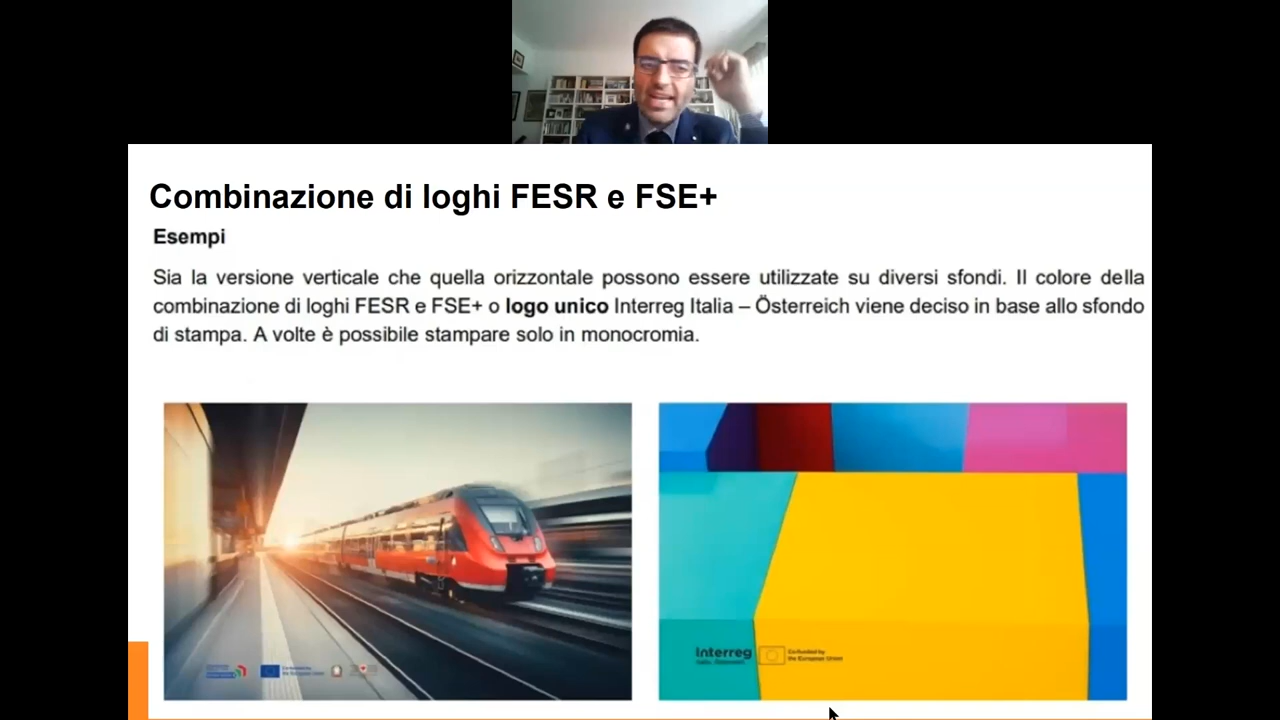 Combinazione di loghi FESR e FSE+
Esempi
Sia la versione verticale che quella orizzontale possono essere utilizzate su diversi sfondi. Il colore della
combinazione di loghi FESR e FSE+ o logo unico Interreg Italia – Österreich viene deciso in base allo sfondo
di stampa. A volte è possibile stampare solo in monocromia.
interreg
Co-funded by
the European Union